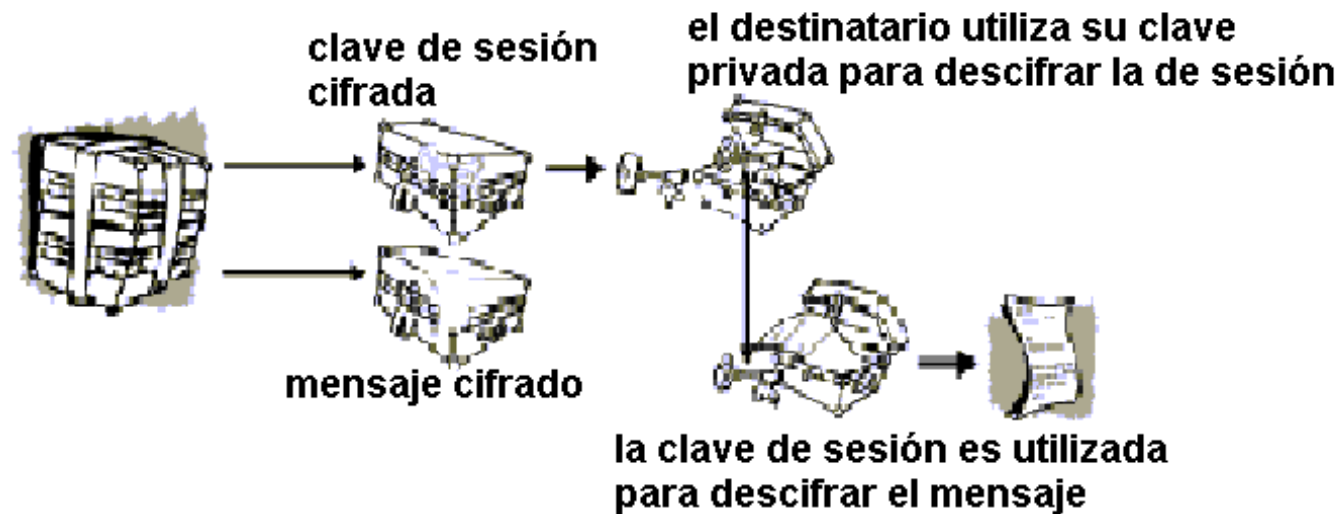 clave de sesión
cifrada
el destinatario utiliza su clave
privada para descifrar la de sesión
mensaje cifrado
la clave de sesión es utilizada
para descifrar el mensaje